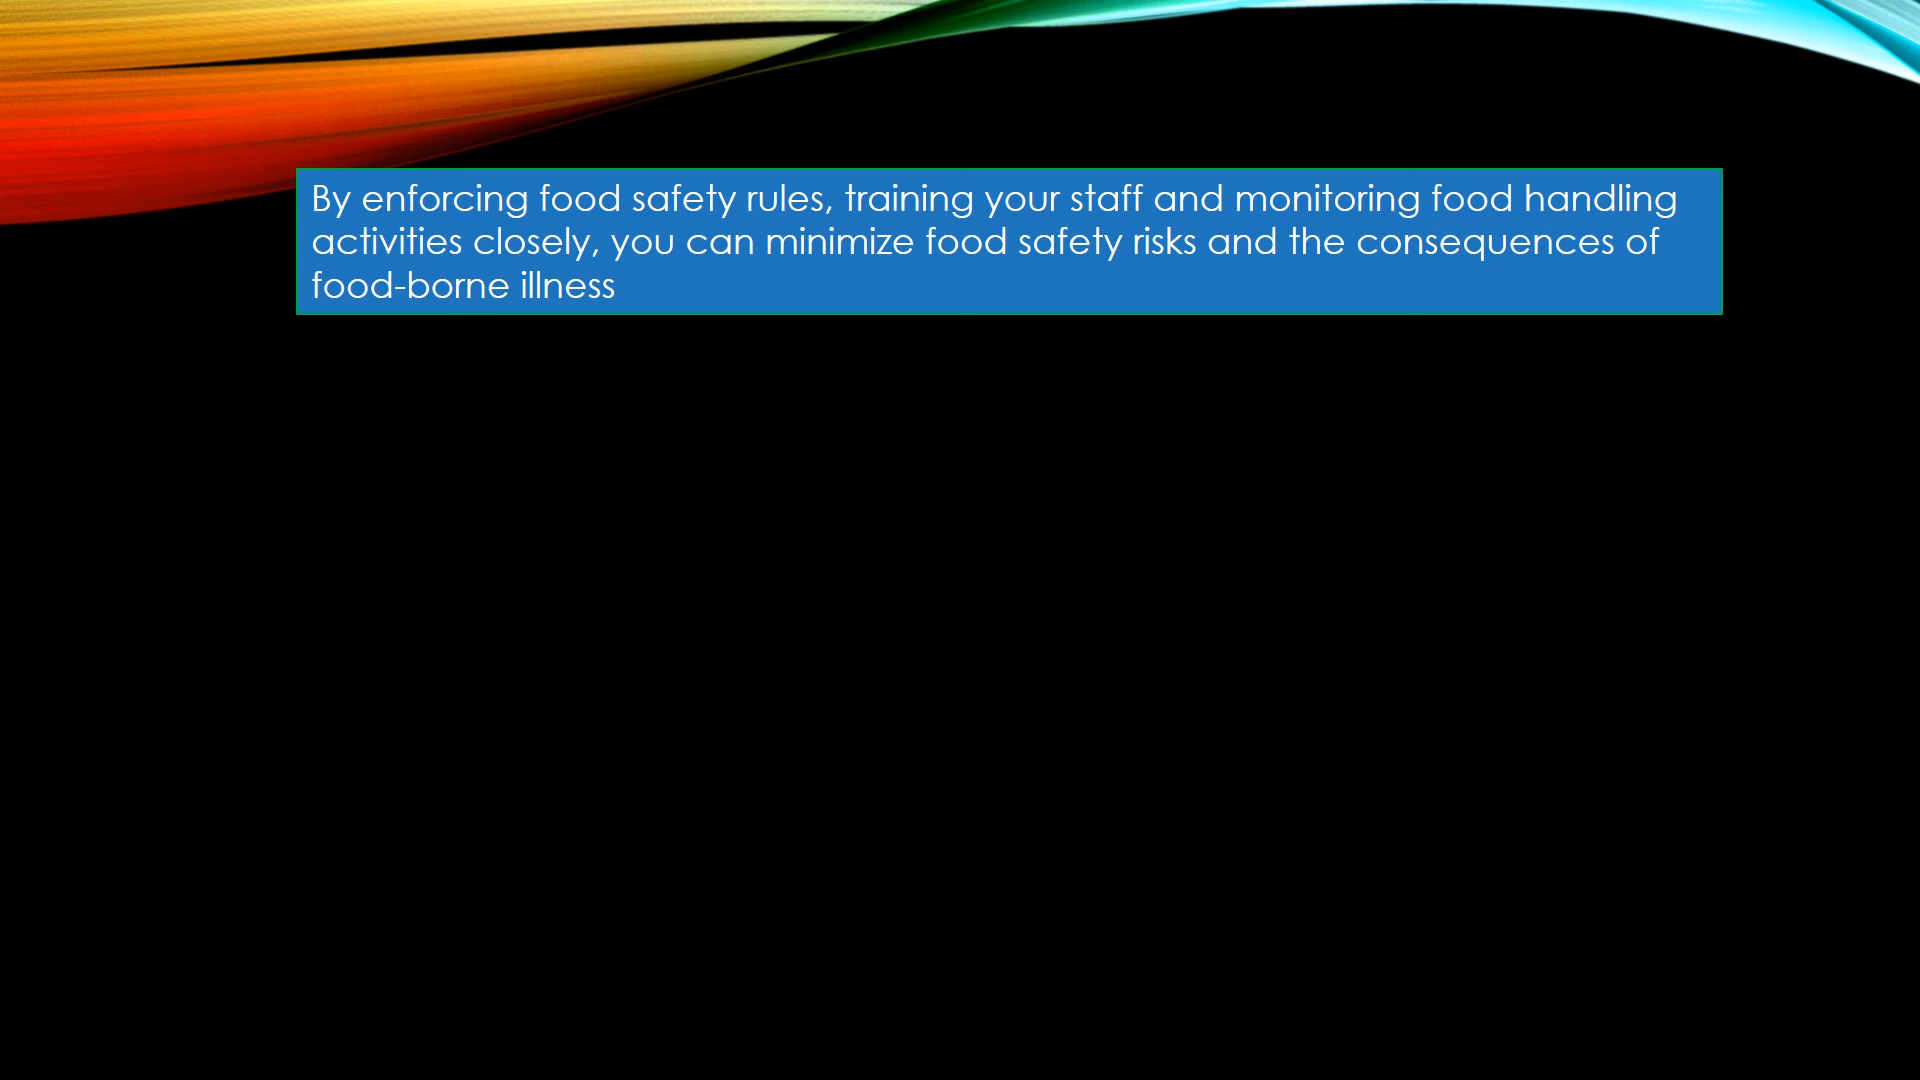 By enforcing food safety rules, training your staff and monitoring food handling
activities closely, you can minimize food safety risks and the consequences of
food-borne illness